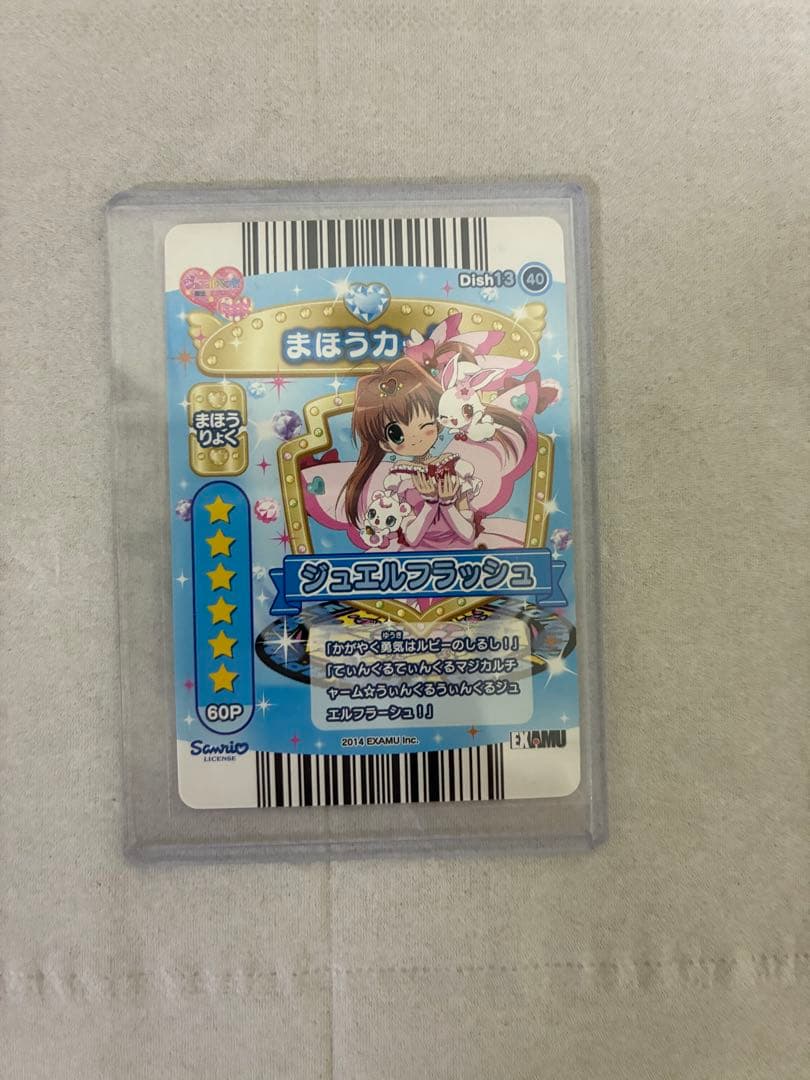 Dish13 40
まほうカ
まほう
りょく
ジュエルフラッシュ
ゆうき
「かがやく勇気はルビーのしるし！」
「てぃんくるてぃんくるマジカルチ
ャーム☆うぃんくるうぃんくるジュ
エルフラーシュ！」
60P
Sanrio
LICENSE
2014 EXAMU Inc.
EXAMU